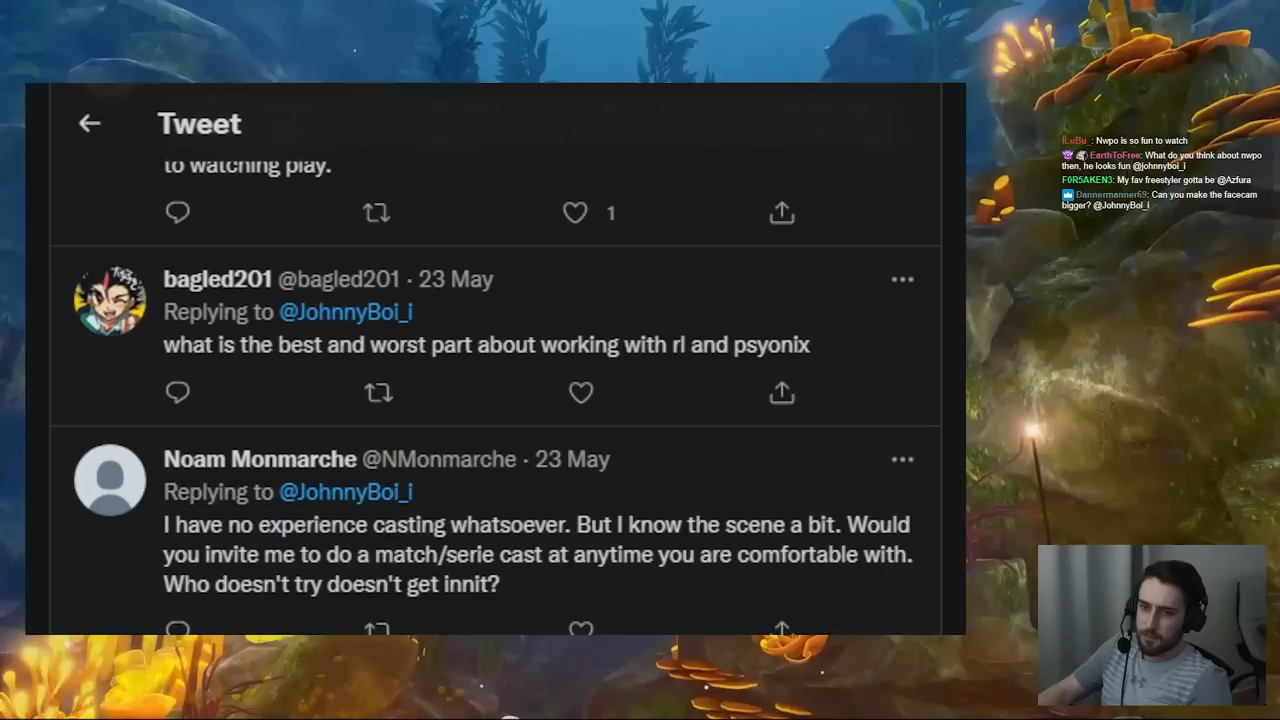 Tweet
to watching play.
1
bagled201 @bagled201 · 23 May
Replying to @JohnnyBoi_i
what is the best and worst part about working with rl and psyonix
Noam Monmarche @NMonmarche · 23 May
Replying to @JohnnyBoi_i
I have no experience casting whatsoever. But I know the scene a bit. Would
you invite me to do a match/serie cast at anytime you are comfortable with.
Who doesn't try doesn't get innit?
iLuBu_: Nwpo is so fun to watch
EarthToFree: What do you think about nwpo
then, he looks fun @johnnyboi_i
F0R5AKEN3: My fav freestyler gotta be @Azfura
Dannermanner69: Can you make the facecam
bigger? @JohnnyBoi_i